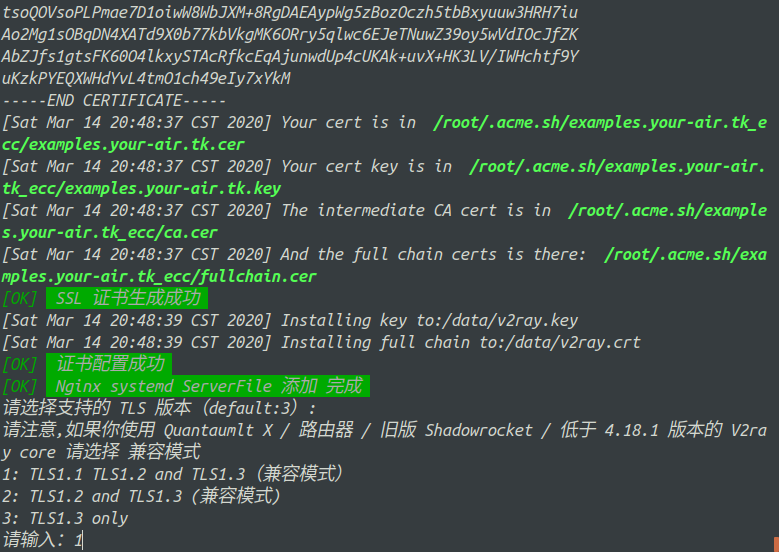 tsoQOVsoPLPmae7D1oiwW8WbJXM+8RgDAEAypWg5zBozOczh5tbBxyuuw3HRH7iu
Ao2Mg1sOBqDN4XATd9X0b77kbVkgMK6ORry5qlwc6EJeTNuwZ39oy5wVdIOcJfZK
AbZJfs1gtsFK60O4lkxySTAcRfkcEqAjunwdUp4cUKAk+uvX+HK3LV/IWHchtf9Y
uKzkPYEQXWHdYvL4tmO1ch49eIy7xYkM
-----END CERTIFICATE-----
[Sat Mar 14 20:48:37 CST 2020] Your cert is in  /root/.acme.sh/examples.your-air.tk_e
cc/examples.your-air.tk.cer
[Sat Mar 14 20:48:37 CST 2020] Your cert key is in  /root/.acme.sh/examples.your-air.
tk_ecc/examples.your-air.tk.key
[Sat Mar 14 20:48:37 CST 2020] The intermediate CA cert is in  /root/.acme.sh/example
s.your-air.tk_ecc/ca.cer
[Sat Mar 14 20:48:37 CST 2020] And the full chain certs is there:  /root/.acme.sh/exa
mples.your-air.tk_ecc/fullchain.cer
[OK] SSL 证书生成成功
[Sat Mar 14 20:48:39 CST 2020] Installing key to:/data/v2ray.key
[Sat Mar 14 20:48:39 CST 2020] Installing full chain to:/data/v2ray.crt
[OK] 证书配置成功
[OK] Nginx systemd ServerFile 添加 完成
请选择支持的 TLS 版本（default:3）:
请注意,如果你使用 Quantaumlt X / 路由器 / 旧版 Shadowrocket / 低于 4.18.1 版本的 V2ra
y core 请选择 兼容模式
1: TLS1.1 TLS1.2 and TLS1.3（兼容模式）
2: TLS1.2 and TLS1.3 (兼容模式)
3: TLS1.3 only
请输入: 1